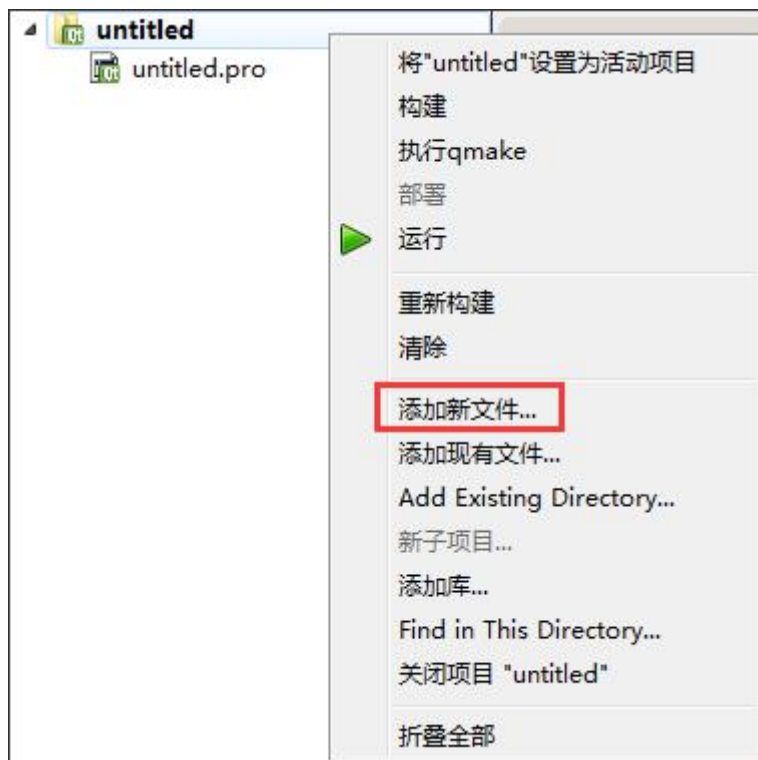 untitled
untitled.pro
将"untitled"设置为活动项目
构建
执行qmake
部署
运行
重新构建
清除
添加新文件...
添加现有文件...
Add Existing Directory...
新子项目...
添加库...
Find in This Directory...
关闭项目 "untitled"
折叠全部